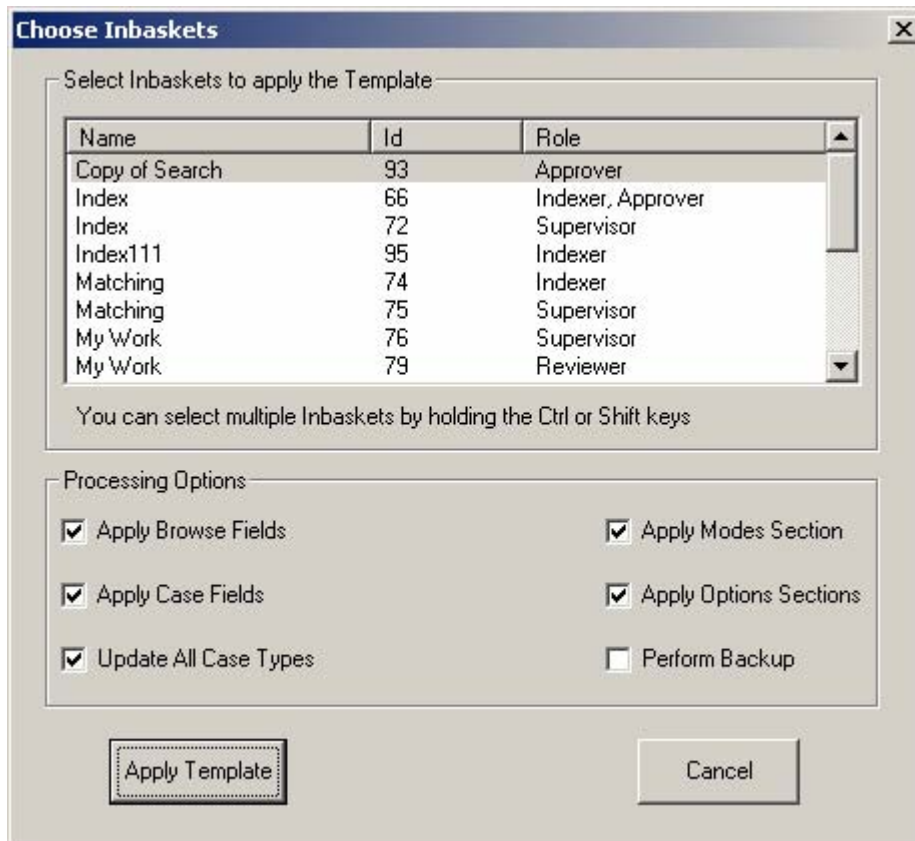 Choose Inbaskets
Select Inbaskets to apply the Template
Name Id Role
Copy of Search 93 Approver
Index 66 Indexer, Approver
Index 72 Supervisor
Index111 95 Indexer
Matching 74 Indexer
Matching 75 Supervisor
My Work 76 Supervisor
My Work 79 Reviewer
You can select multiple Inbaskets by holding the Ctrl or Shift keys
Processing Options
Apply Browse Fields Apply Modes Section
Apply Case Fields Apply Options Sections
Update All Case Types Perform Backup
Apply Template Cancel